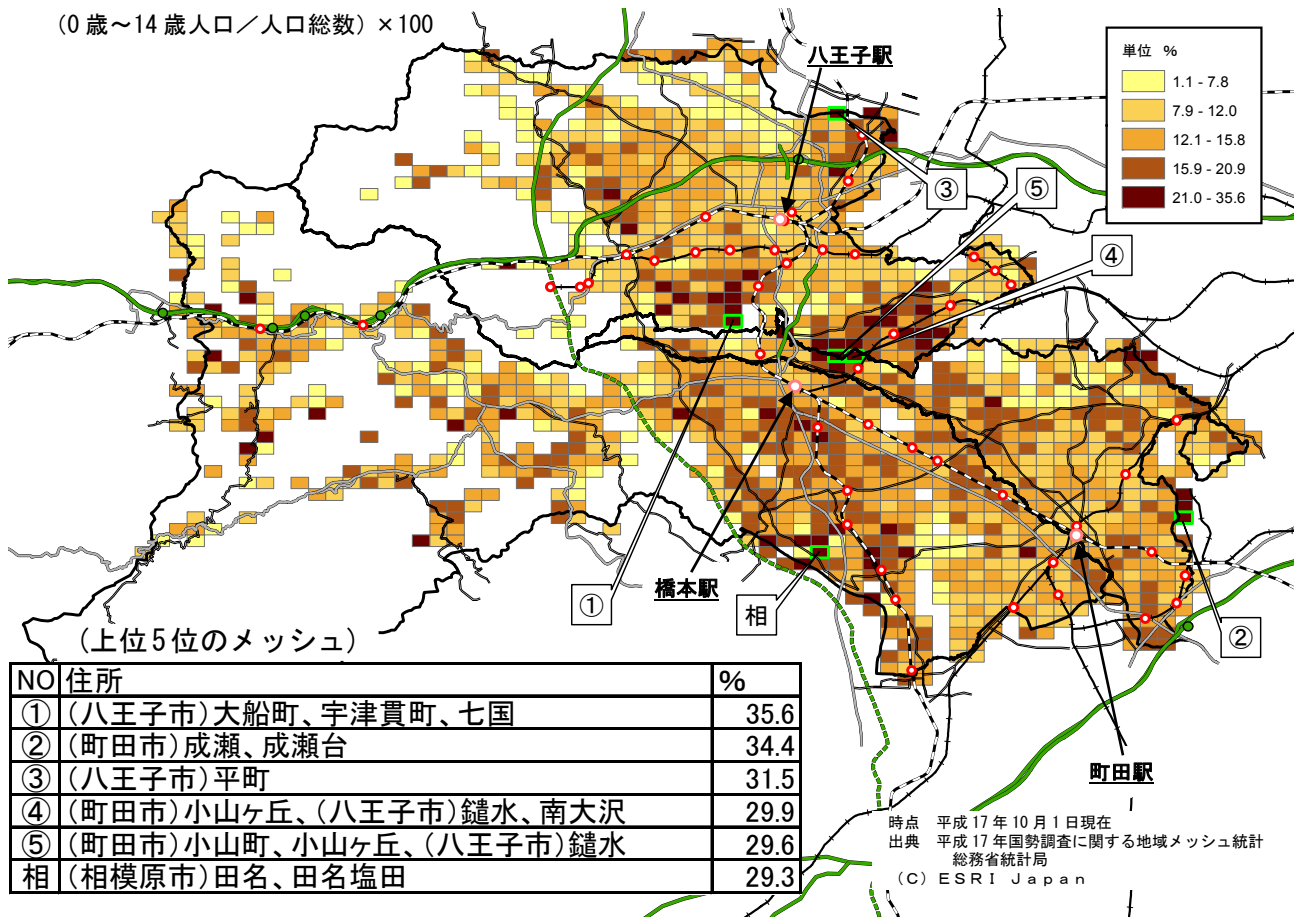 (0歳～14歳人口／人口総数)×100
八王子駅
単位 %
1.1 - 7.8
7.9 - 12.0
12.1 - 15.8
15.9 - 20.9
21.0 - 35.6
③
⑤
④
①
橋本駅
相
②
町田駅
(上位5位のメッシュ)
NO 住所 %
① (八王子市)大船町、宇津貫町、七国 35.6
② (町田市)成瀬、成瀬台 34.4
③ (八王子市)平町 31.5
④ (町田市)小山ヶ丘、(八王子市)鑓水、南大沢 29.9
⑤ (町田市)小山町、小山ヶ丘、(八王子市)鑓水 29.6
相 (相模原市)田名、田名塩田 29.3
時点 平成17年10月1日現在
出典 平成17年国勢調査に関する地域メッシュ統計
総務省統計局
(C) ESRI Japan